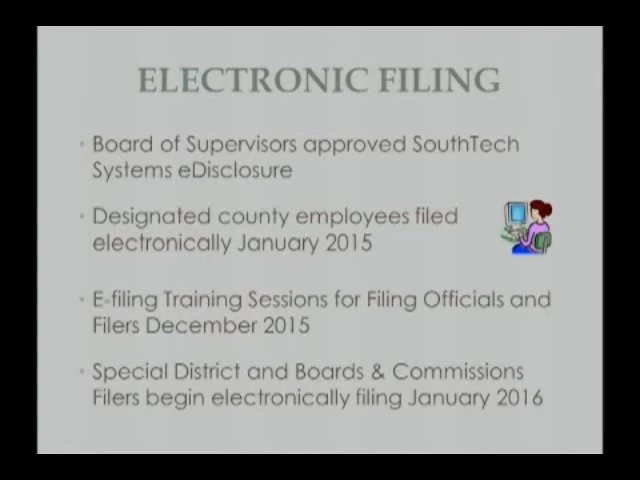 ELECTRONIC FILING
Board of Supervisors approved SouthTech
Systems eDisclosure
Designated county employees filed
electronically January 2015
E-filing Training Sessions for Filing Officials and
Filers December 2015
Special District and Boards & Commissions
Filers begin electronically filing January 2016